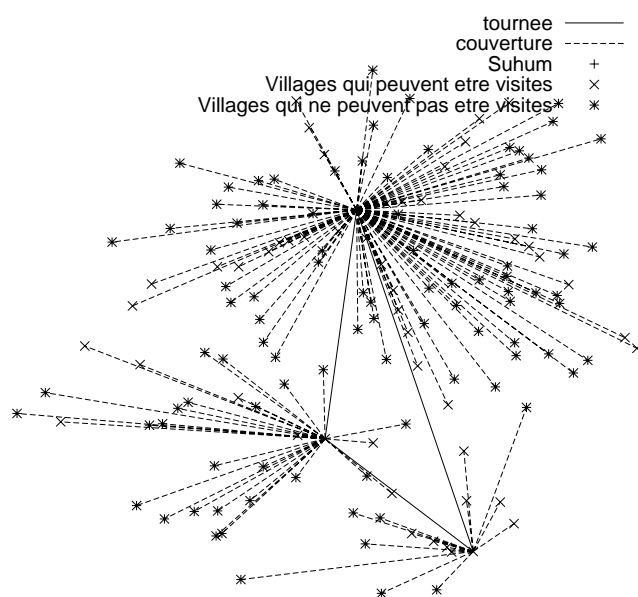 tournee
couverture
Suhum
Villages qui peuvent etre visites
Villages qui ne peuvent pas etre visites